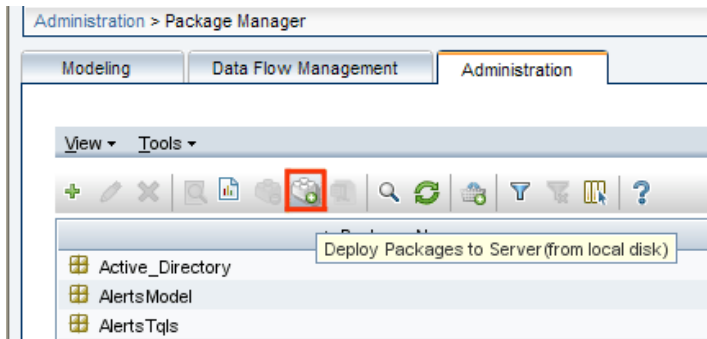 Administration > Package Manager
Modeling Data Flow Management Administration
View Tools
?
Deploy Packages to Server(from local disk)
Active_Directory
AlertsModel
AlertsTqls